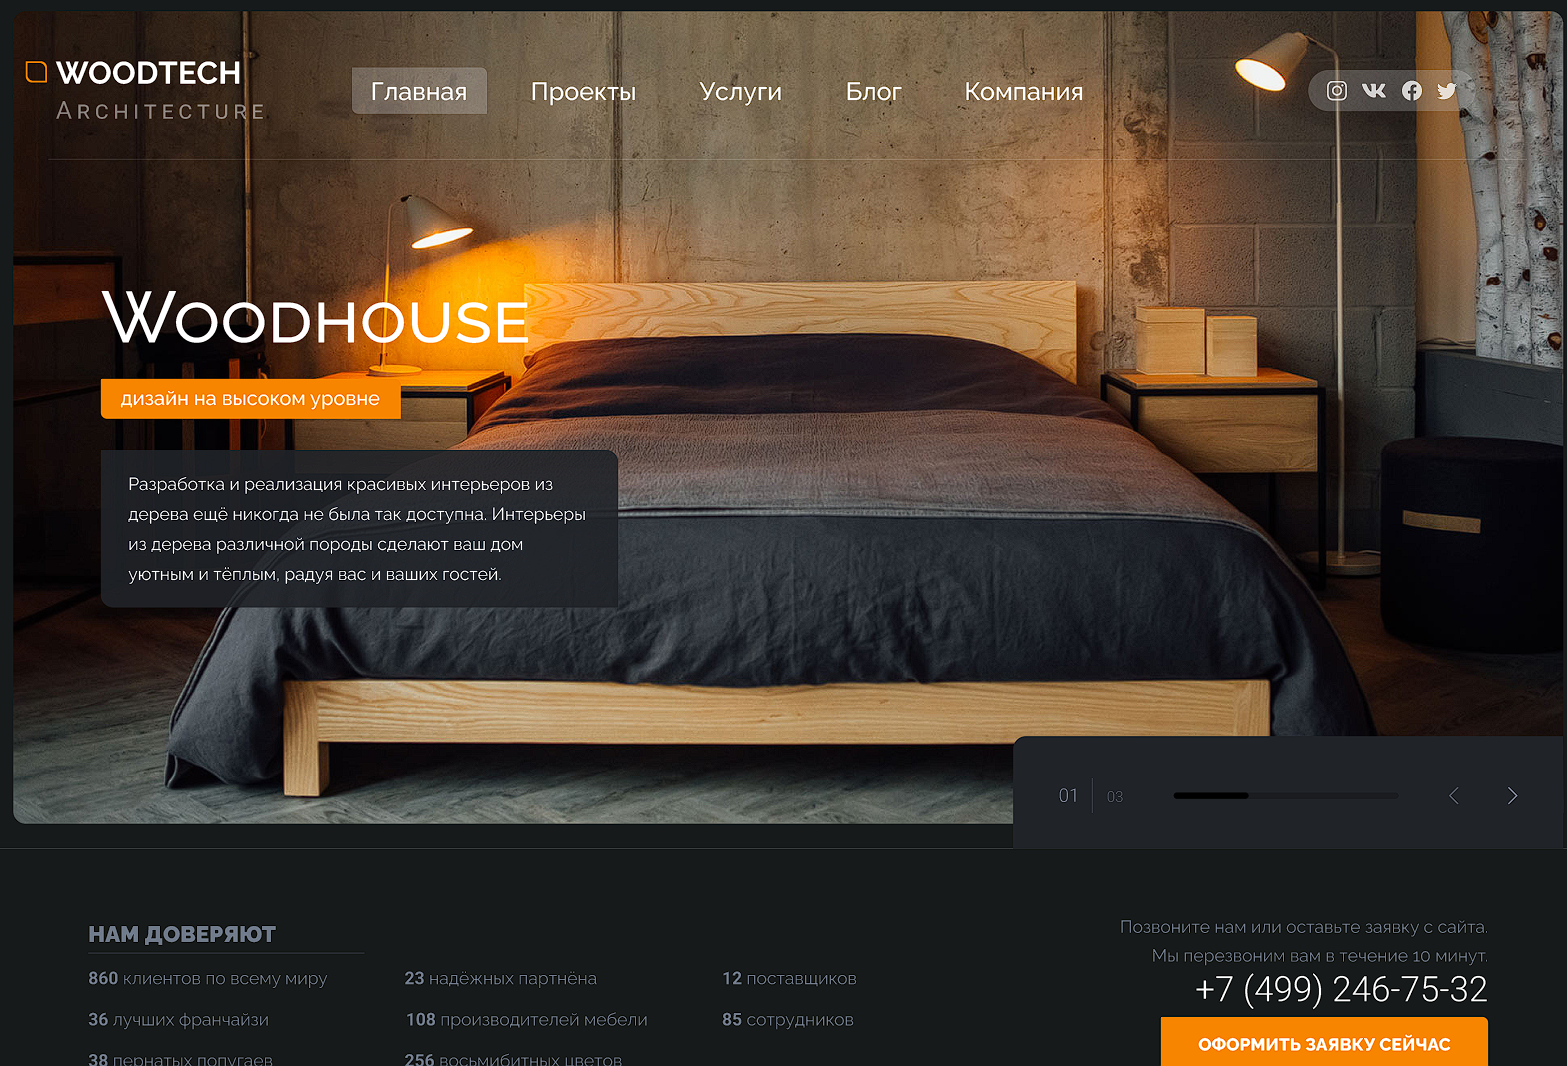 WOODTECH
ARCHITECTURE
Главная
Проекты
Услуги
Блог
Компания
WOODHOUSE
дизайн на высоком уровне
Разработка и реализация красивых интерьеров из
дерева ещё никогда не была так доступна. Интерьеры
из дерева различной породы сделают ваш дом
уютным и тёплым, радуя вас и ваших гостей.
01
03
НАМ ДОВЕРЯЮТ
860 клиентов по всему миру
23 надёжных партнёна
12 поставщиков
36 лучших франчайзи
108 производителей мебели
85 сотрудников
38 пернатых попугаев
256 восьмибитных цветов
Позвоните нам или оставьте заявку с сайта.
Мы перезвоним вам в течение 10 минут.
+7 (499) 246-75-32
ОФОРМИТЬ ЗАЯВКУ СЕЙЧАС